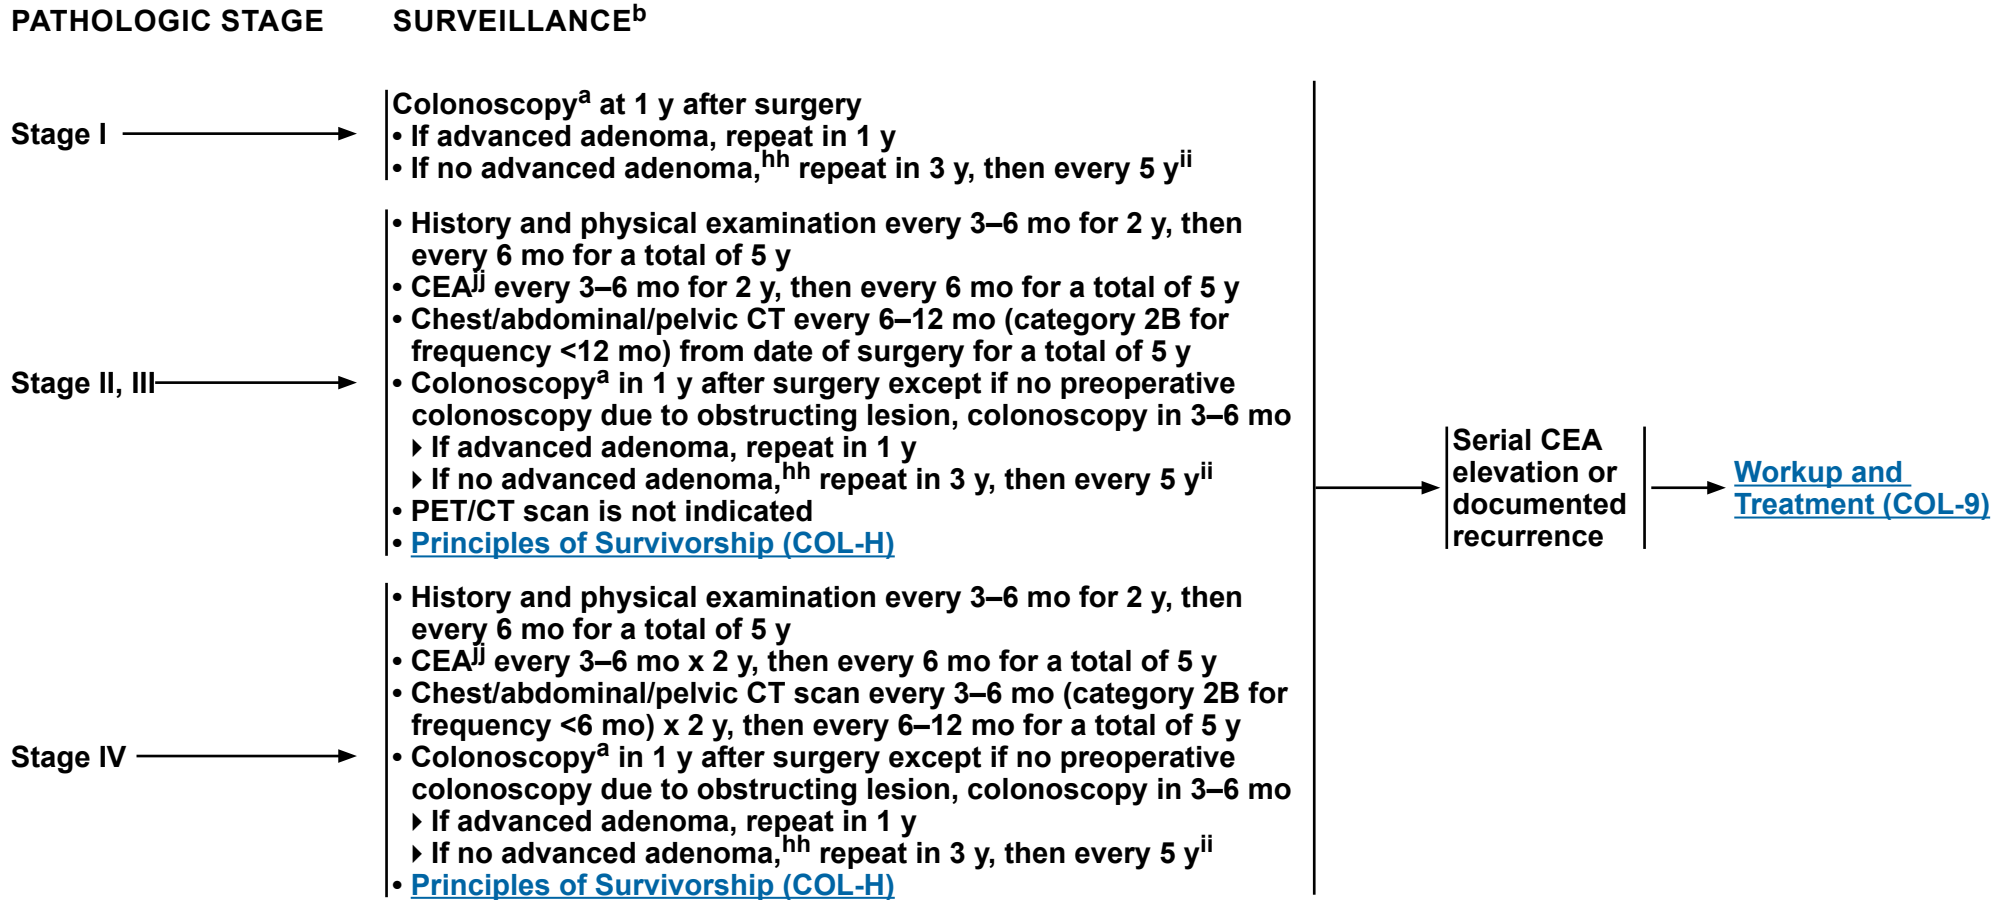 PATHOLOGIC STAGE SURVEILLANCEb
Stage I
Colonoscopya at 1 y after surgery
• If advanced adenoma, repeat in 1 y
• If no advanced adenoma,hh repeat in 3 y, then every 5 yii
Stage II, III
• History and physical examination every 3–6 mo for 2 y, then
every 6 mo for a total of 5 y
• CEAjj every 3–6 mo for 2 y, then every 6 mo for a total of 5 y
• Chest/abdominal/pelvic CT every 6–12 mo (category 2B for
frequency <12 mo) from date of surgery for a total of 5 y
• Colonoscopya in 1 y after surgery except if no preoperative
colonoscopy due to obstructing lesion, colonoscopy in 3–6 mo
‣ If advanced adenoma, repeat in 1 y
‣ If no advanced adenoma,hh repeat in 3 y, then every 5 yii
• PET/CT scan is not indicated
• Principles of Survivorship (COL-H)
Stage IV
• History and physical examination every 3–6 mo for 2 y, then
every 6 mo for a total of 5 y
• CEAjj every 3–6 mo x 2 y, then every 6 mo for a total of 5 y
• Chest/abdominal/pelvic CT scan every 3–6 mo (category 2B for
frequency <6 mo) x 2 y, then every 6–12 mo for a total of 5 y
• Colonoscopya in 1 y after surgery except if no preoperative
colonoscopy due to obstructing lesion, colonoscopy in 3–6 mo
‣ If advanced adenoma, repeat in 1 y
‣ If no advanced adenoma,hh repeat in 3 y, then every 5 yii
• Principles of Survivorship (COL-H)
Serial CEA
elevation or
documented
recurrence
Workup and
Treatment (COL-9)